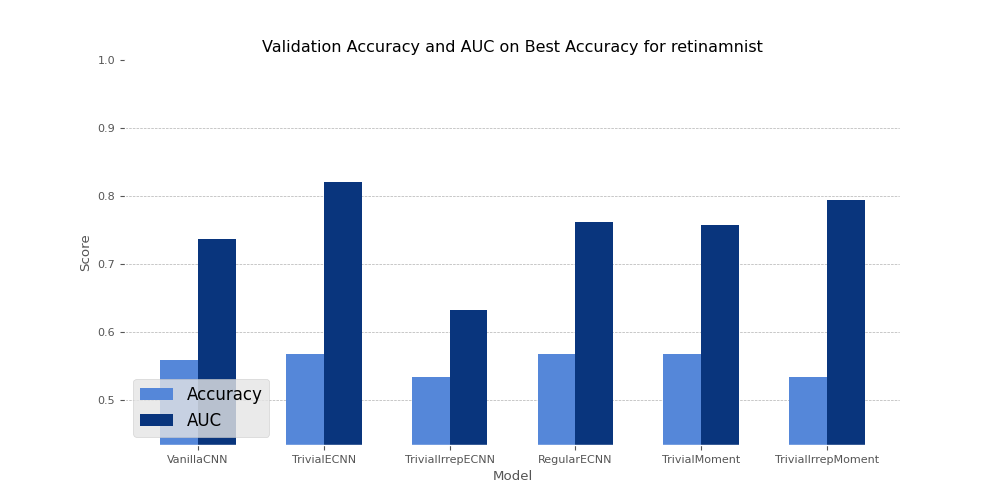 Validation Accuracy and AUC on Best Accuracy for retinamnist
1.0
0.9
0.8
0.7
0.6
0.5
Score
Accuracy
AUC
VanillaCNN TrivialECNN TrivialIrrepECNN RegularECNN TrivialMoment TrivialIrrepMoment
Model